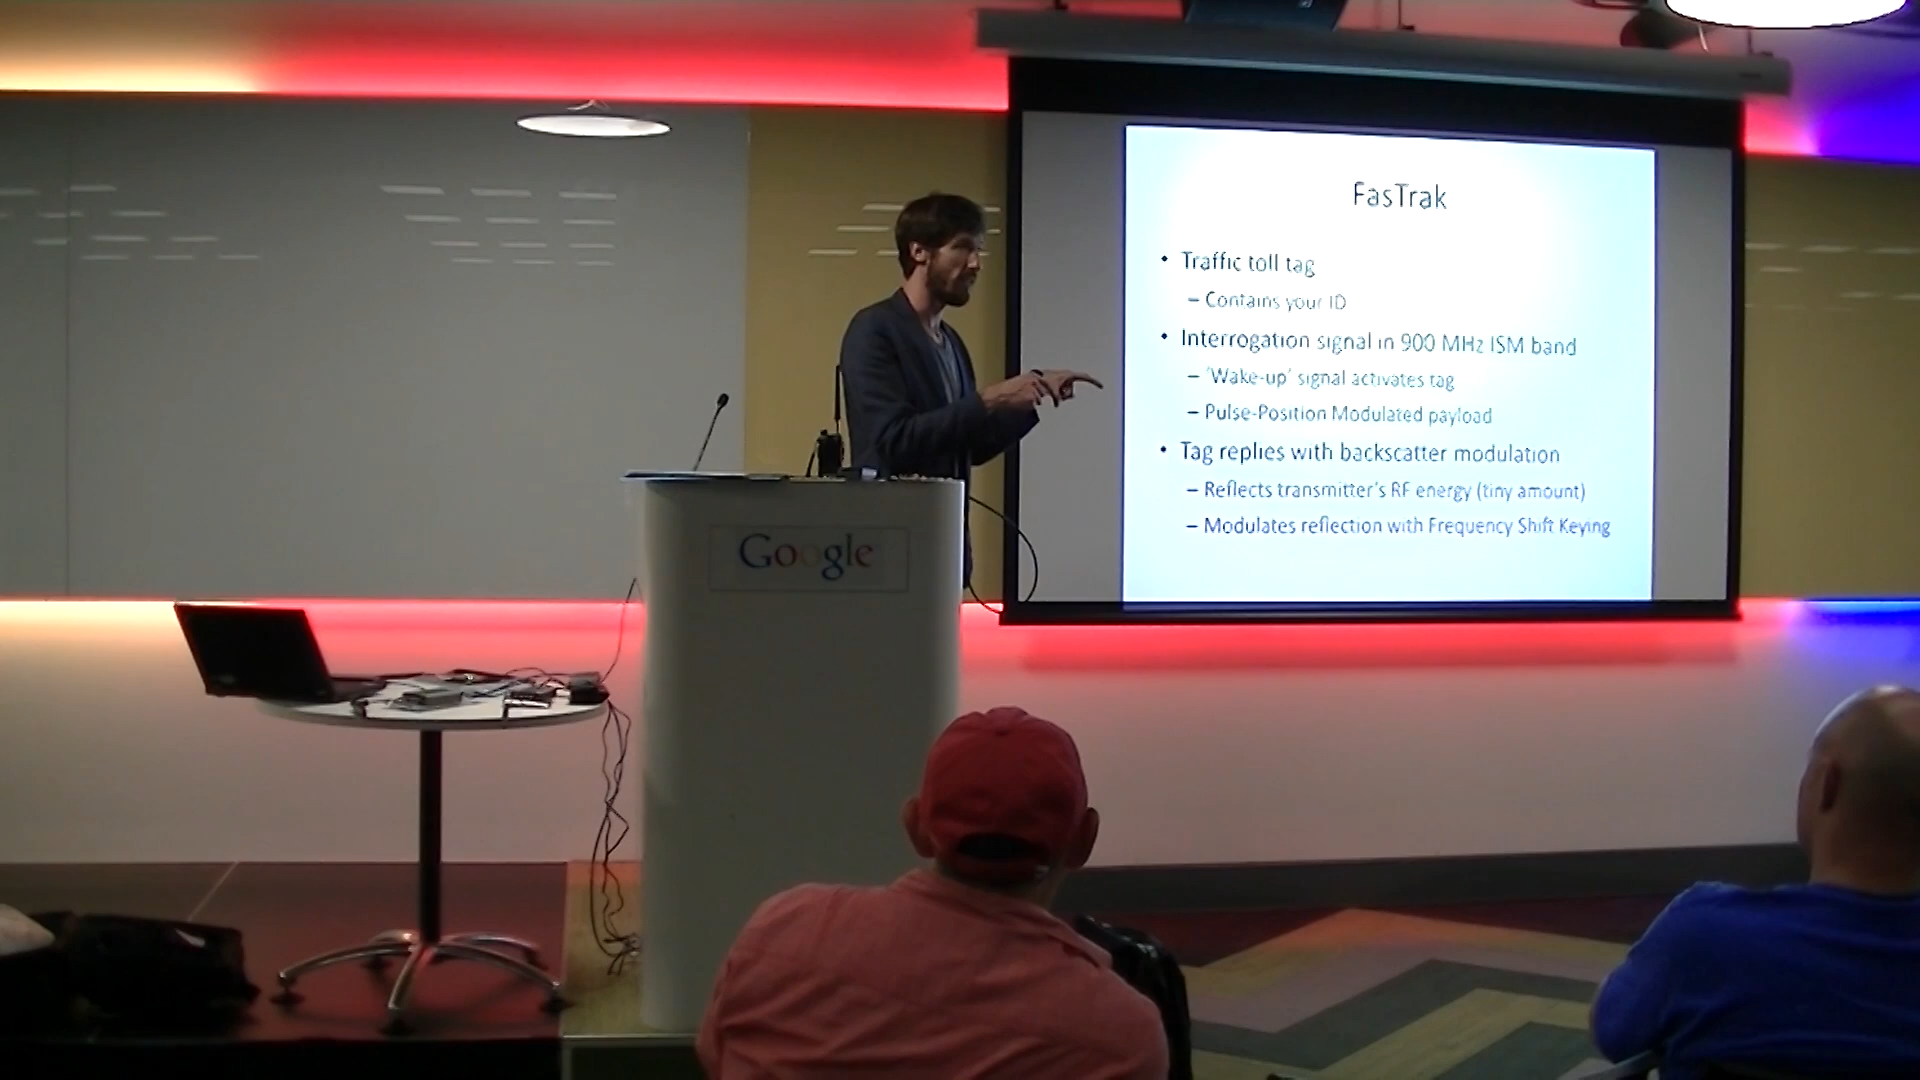 FasTrak
• Traffic toll tag
– Contains your ID
• Interrogation signal in 900 MHz ISM band
– 'Wake-up' signal activates tag
– Pulse-Position Modulated payload
• Tag replies with backscatter modulation
– Reflects transmitter's RF energy (tiny amount)
– Modulates reflection with Frequency Shift Keying
Google